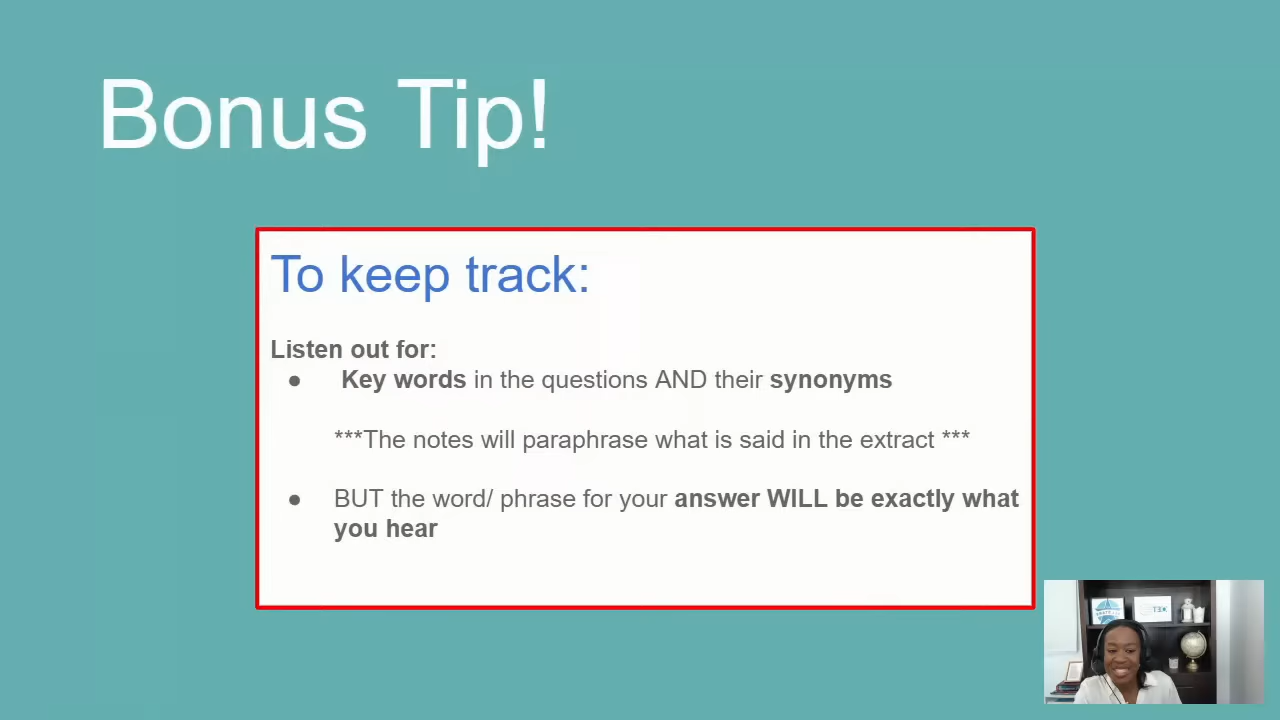 Bonus Tip!
To keep track:
Listen out for:
● Key words in the questions AND their synonyms
***The notes will paraphrase what is said in the extract ***
● BUT the word/ phrase for your answer WILL be exactly what
you hear